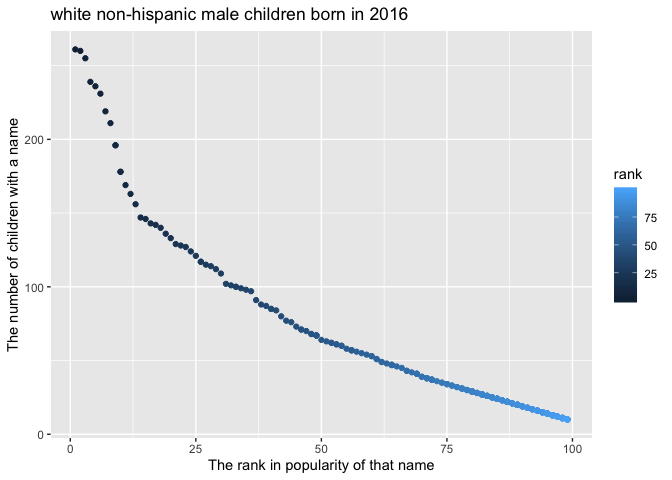 white non-hispanic male children born in 2016
The number of children with a name
200
100
0
0 25 50 75 100
The rank in popularity of that name
rank
75
50
25